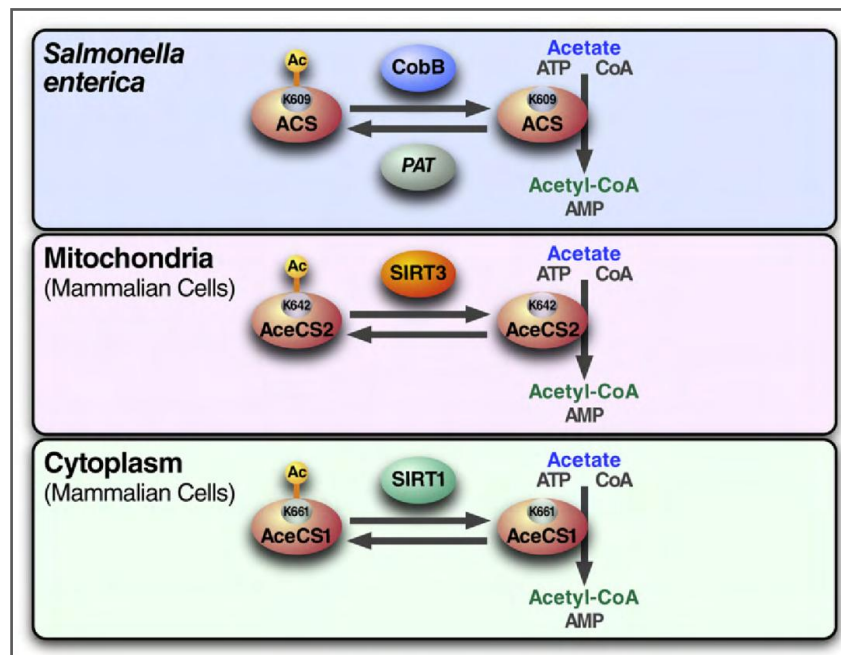 Salmonella
enterica
Ac
K609
ACS
CobB
PAT
K609
ACS
Acetate
ATP CoA
Acetyl-CoA
AMP
Mitochondria
(Mammalian Cells)
Ac
K642
AceCS2
SIRT3
K642
AceCS2
Acetate
ATP CoA
Acetyl-CoA
AMP
Cytoplasm
(Mammalian Cells)
Ac
K661
AceCS1
SIRT1
K661
AceCS1
Acetate
ATP CoA
Acetyl-CoA
AMP